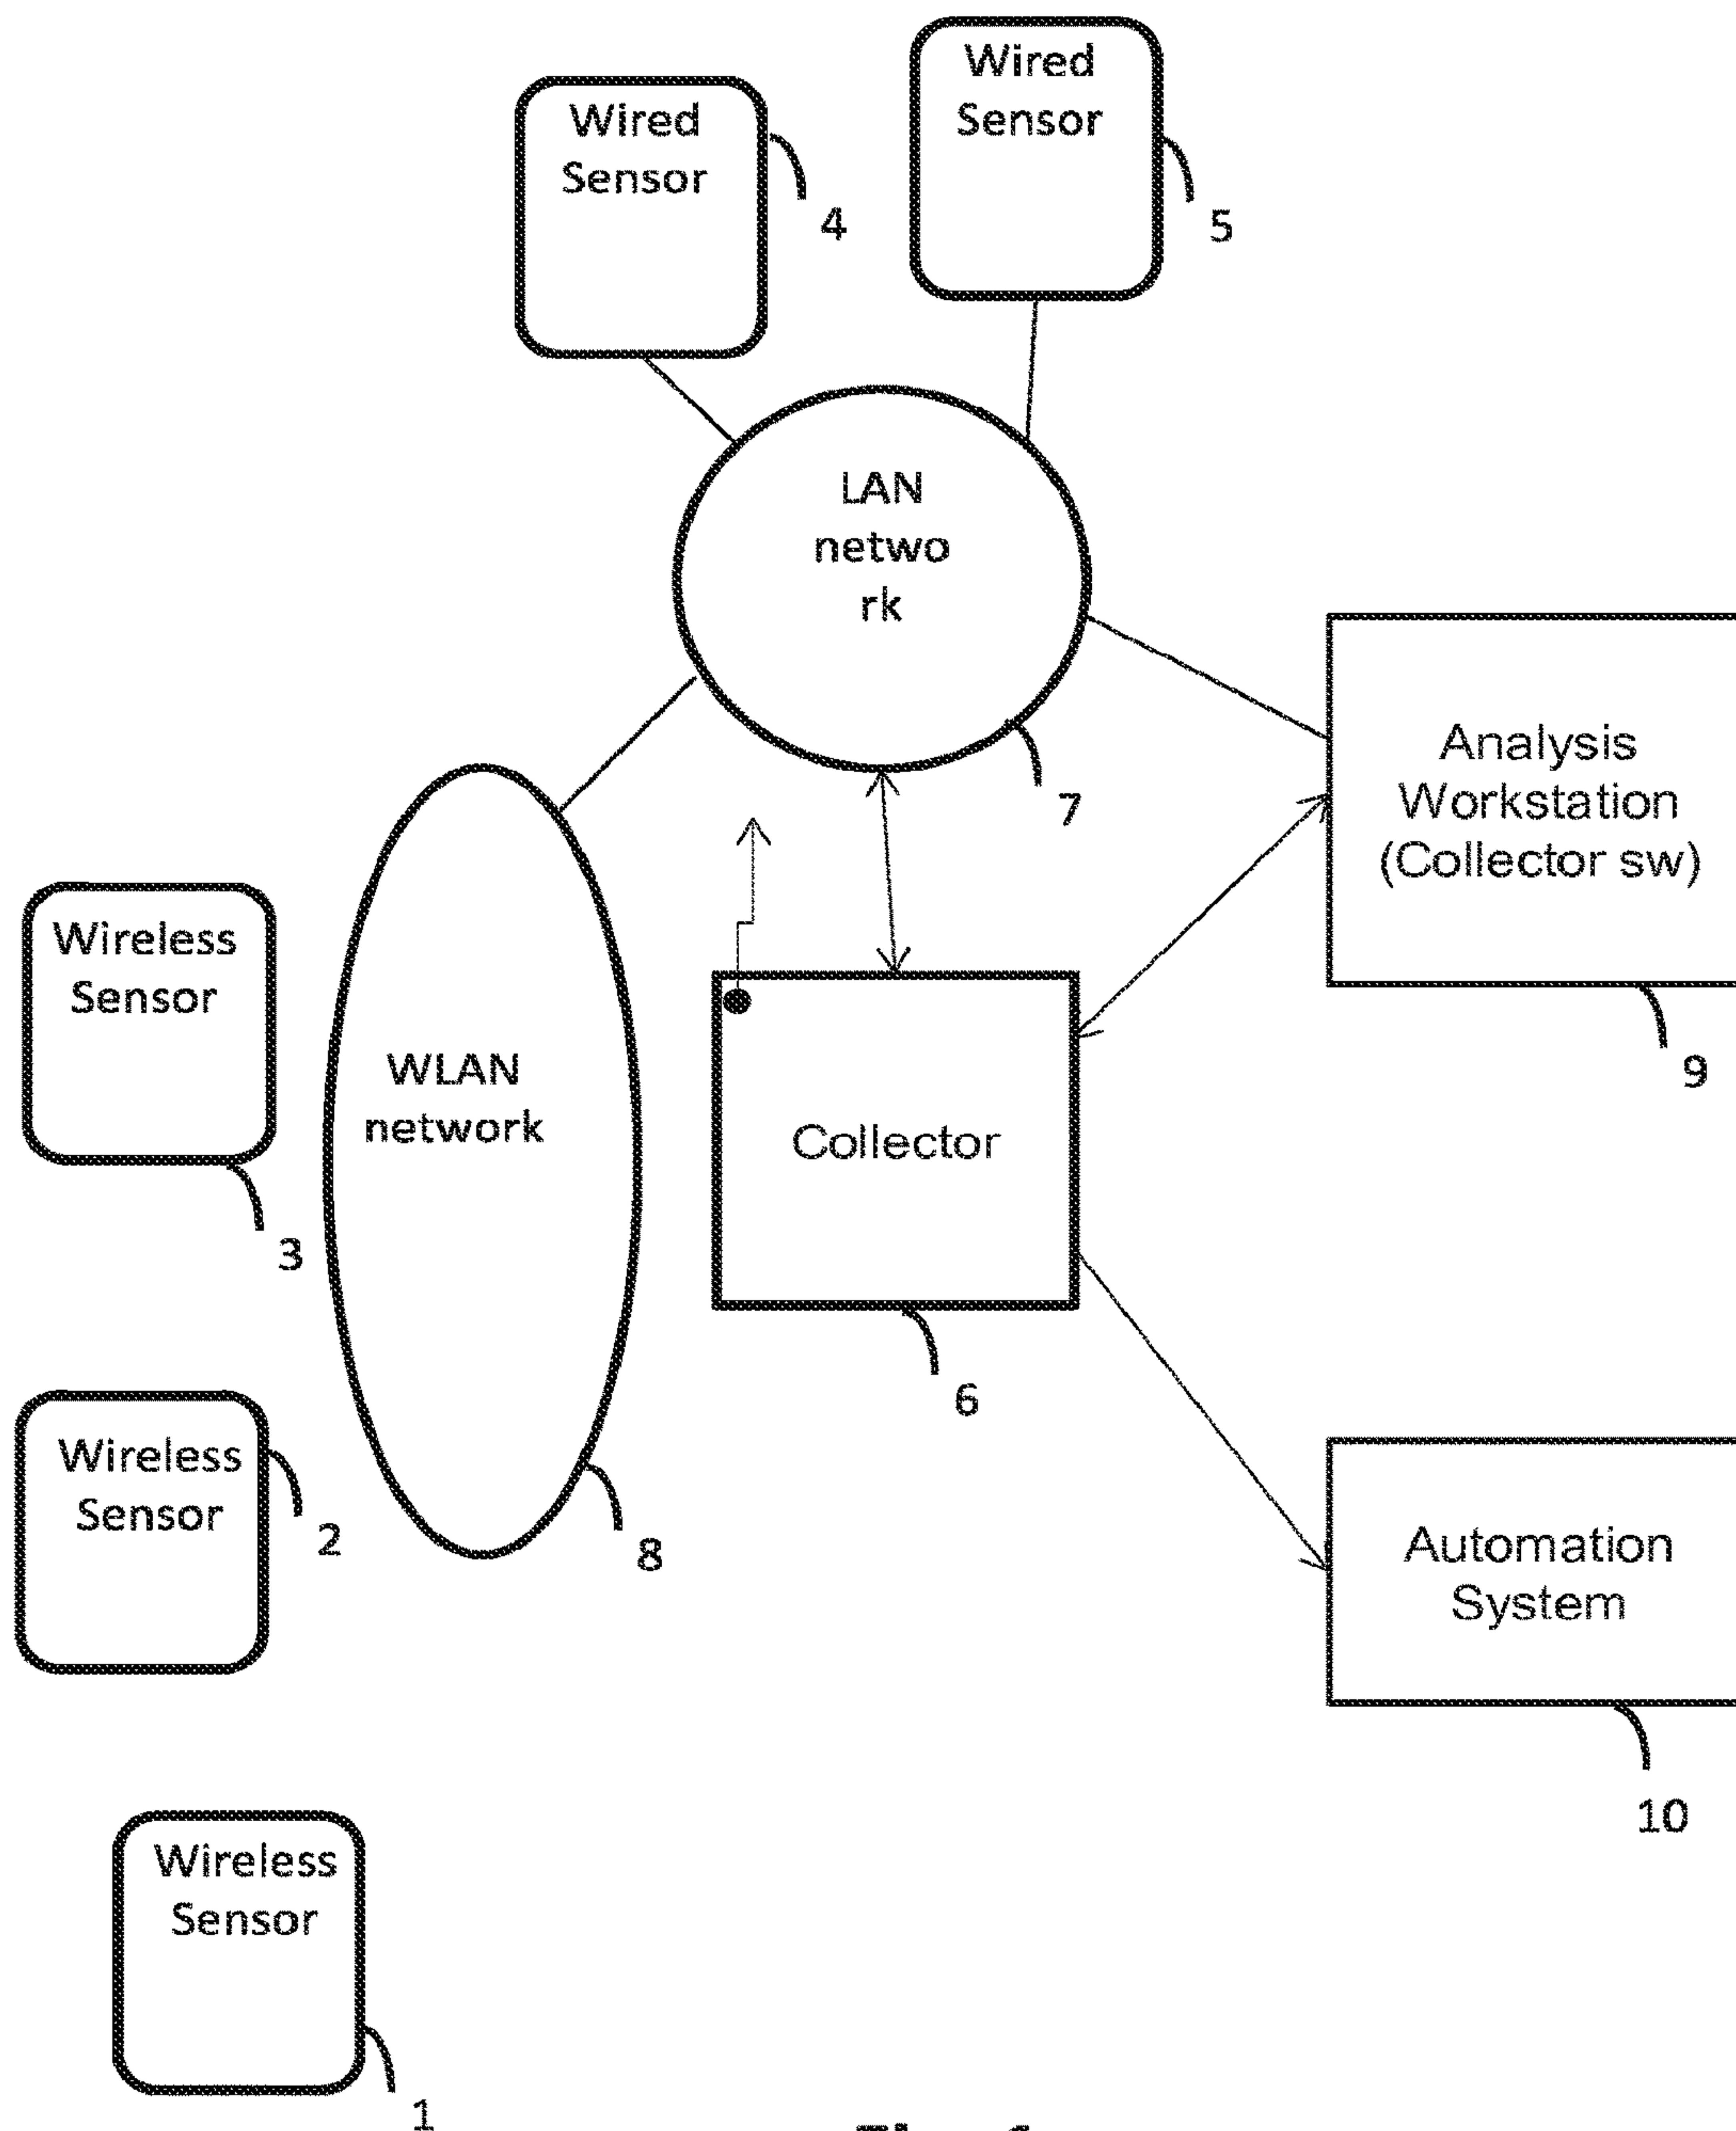 Wired
Sensor
5
Wired
Sensor
4
LAN
netwo
rk
7
Analysis
Workstation
(Collector sw)
9
Wireless
Sensor
3
WLAN
network
8
Collector
6
Wireless
Sensor
2
Automation
System
10
Wireless
Sensor
1